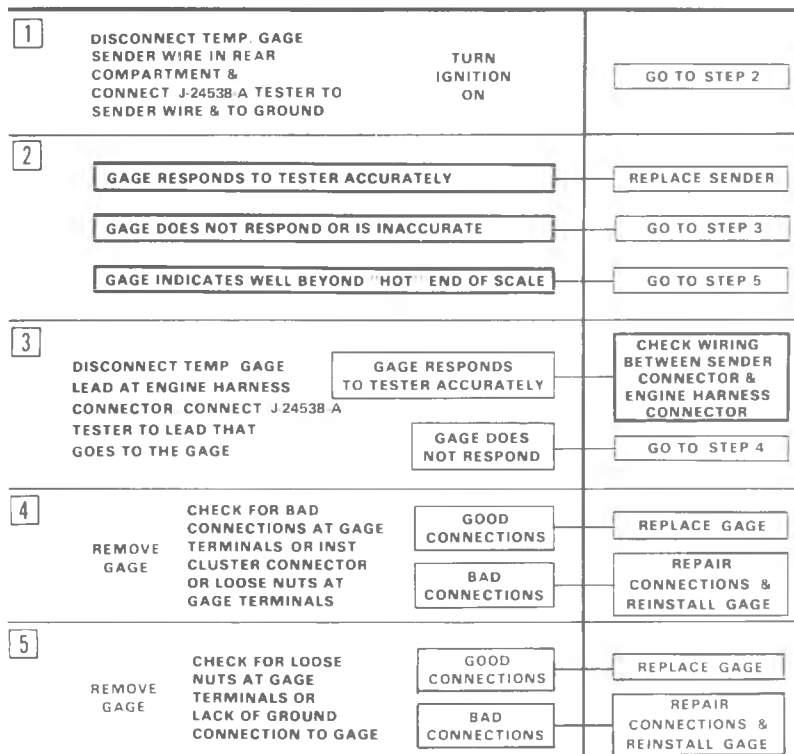 1
DISCONNECT TEMP. GAGE
SENDER WIRE IN REAR
COMPARTMENT &
CONNECT J-24538-A TESTER TO
SENDER WIRE & TO GROUND
TURN
IGNITION
ON
GO TO STEP 2
2
GAGE RESPONDS TO TESTER ACCURATELY
REPLACE SENDER
GAGE DOES NOT RESPOND OR IS INACCURATE
GO TO STEP 3
GAGE INDICATES WELL BEYOND "HOT" END OF SCALE
GO TO STEP 5
3
DISCONNECT TEMP GAGE
LEAD AT ENGINE HARNESS
CONNECTOR CONNECT J-24538-A
TESTER TO LEAD THAT
GOES TO THE GAGE
GAGE RESPONDS
TO TESTER ACCURATELY
CHECK WIRING
BETWEEN SENDER
CONNECTOR &
ENGINE HARNESS
CONNECTOR
GAGE DOES
NOT RESPOND
GO TO STEP 4
4
REMOVE
GAGE
CHECK FOR BAD
CONNECTIONS AT GAGE
TERMINALS OR INST
CLUSTER CONNECTOR
OR LOOSE NUTS AT
GAGE TERMINALS
GOOD
CONNECTIONS
REPLACE GAGE
BAD
CONNECTIONS
REPAIR
CONNECTIONS &
REINSTALL GAGE
5
REMOVE
GAGE
CHECK FOR LOOSE
NUTS AT GAGE
TERMINALS OR
LACK OF GROUND
CONNECTION TO GAGE
GOOD
CONNECTIONS
REPLACE GAGE
BAD
CONNECTIONS
REPAIR
CONNECTIONS &
REINSTALL GAGE